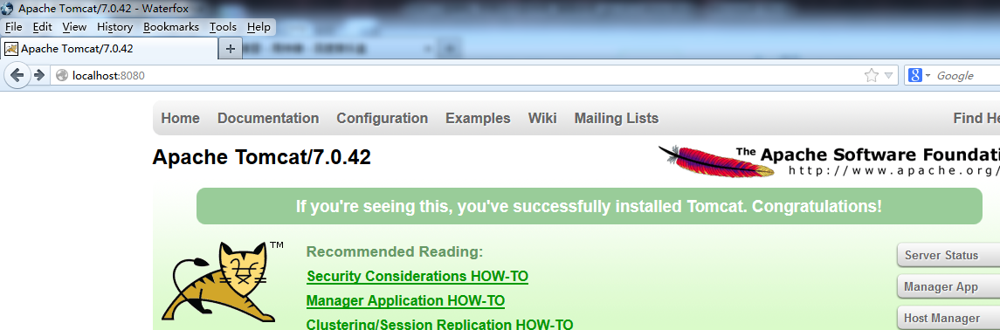 Apache Tomcat/7.0.42 - Waterfox
File Edit View History Bookmarks Tools Help
Apache Tomcat/7.0.42
localhost:8080 Google
Home Documentation Configuration Examples Wiki Mailing Lists Find He
Apache Tomcat/7.0.42
The Apache Software Foundati
http://www.apache.org/
If you're seeing this, you've successfully installed Tomcat. Congratulations!
TM
Recommended Reading:
Security Considerations HOW-TO
Manager Application HOW-TO
Clustering/Session Replication HOW-TO
Server Status
Manager App
Host Manager